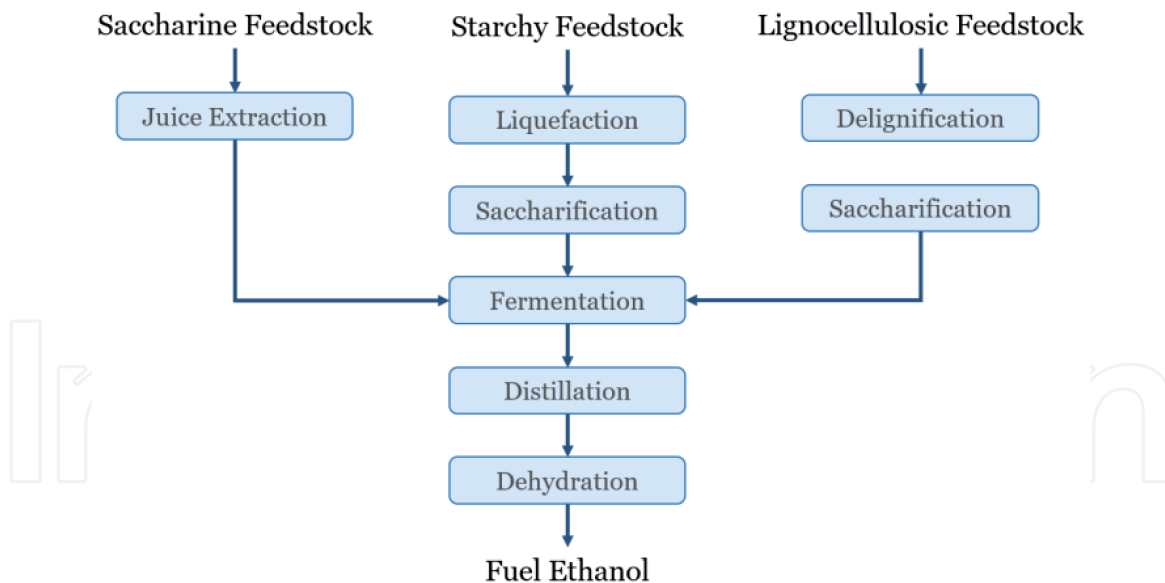 Saccharine Feedstock
Starchy Feedstock
Lignocellulosic Feedstock
Juice Extraction
Liquefaction
Delignification
Saccharification
Saccharification
Fermentation
Distillation
Dehydration
Fuel Ethanol